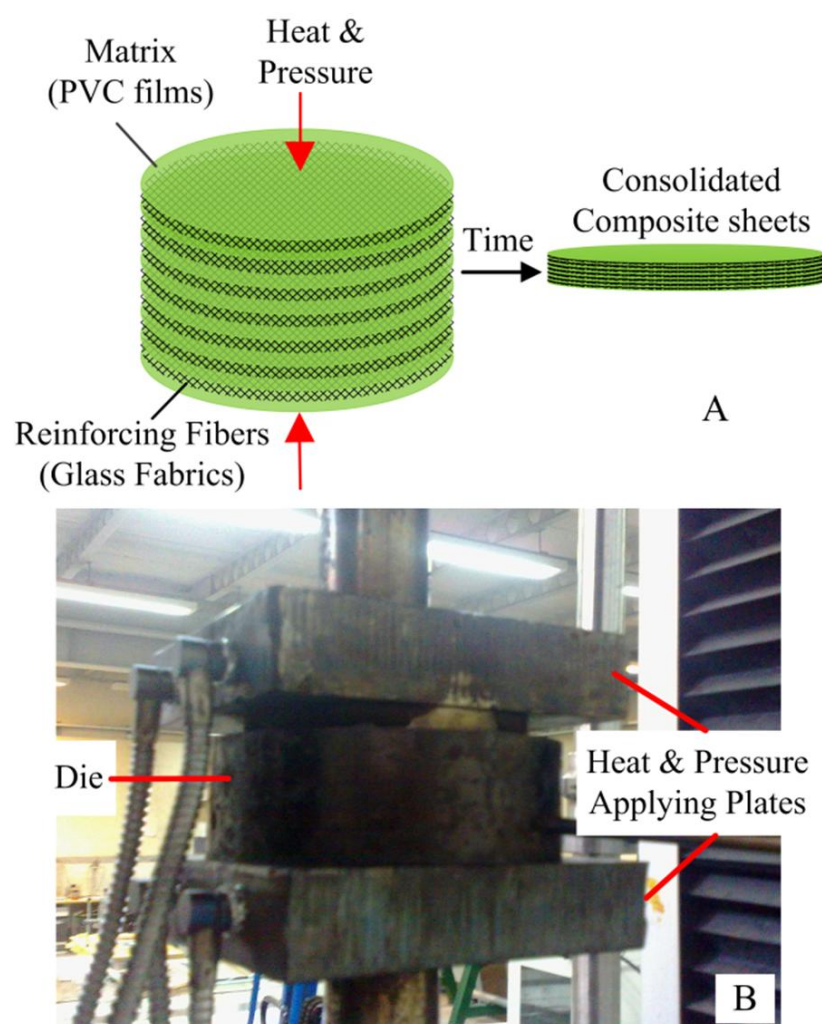 Heat &
Pressure
Matrix
(PVC films)
Consolidated
Composite sheets
Time
A
Reinforcing Fibers
(Glass Fabrics)
Die
Heat & Pressure
Applying Plates
B